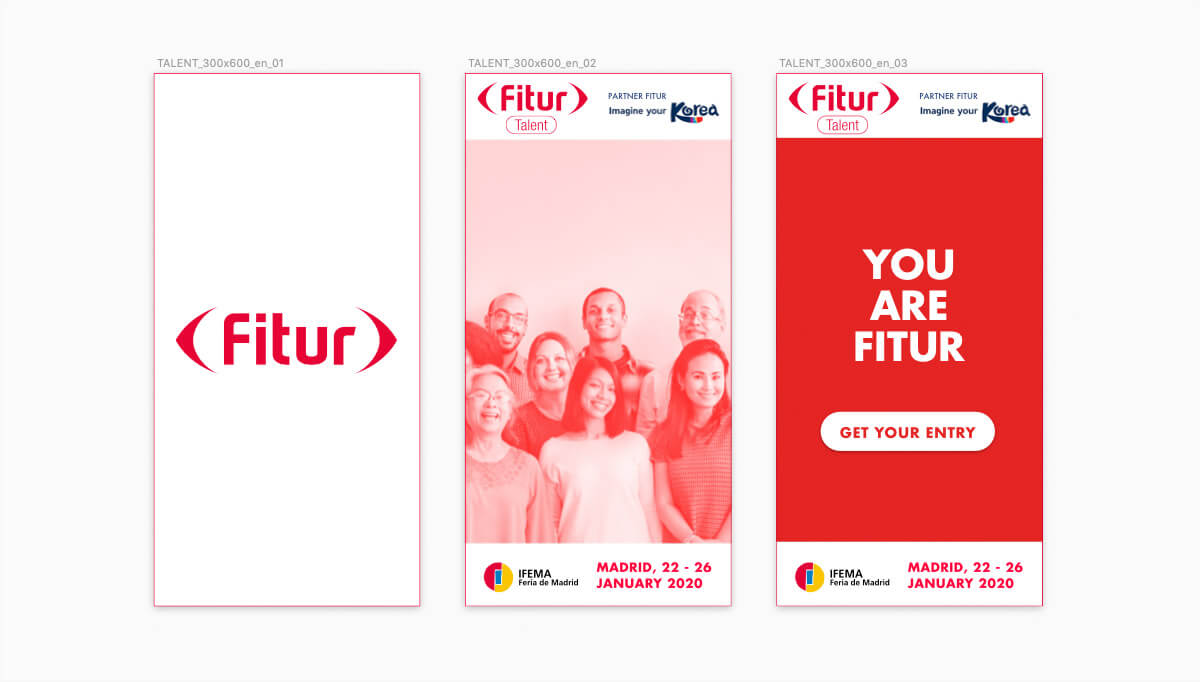 TALENT_300x600_en_01
Fitur
TALENT_300x600_en_02
Fitur
Talent
PARTNER FITUR
Imagine your Korea
IFEMA
Feria de Madrid
MADRID, 22 - 26
JANUARY 2020
TALENT_300x600_en_03
Fitur
Talent
PARTNER FITUR
Imagine your Korea
YOU
ARE
FITUR
GET YOUR ENTRY
IFEMA
Feria de Madrid
MADRID, 22 - 26
JANUARY 2020